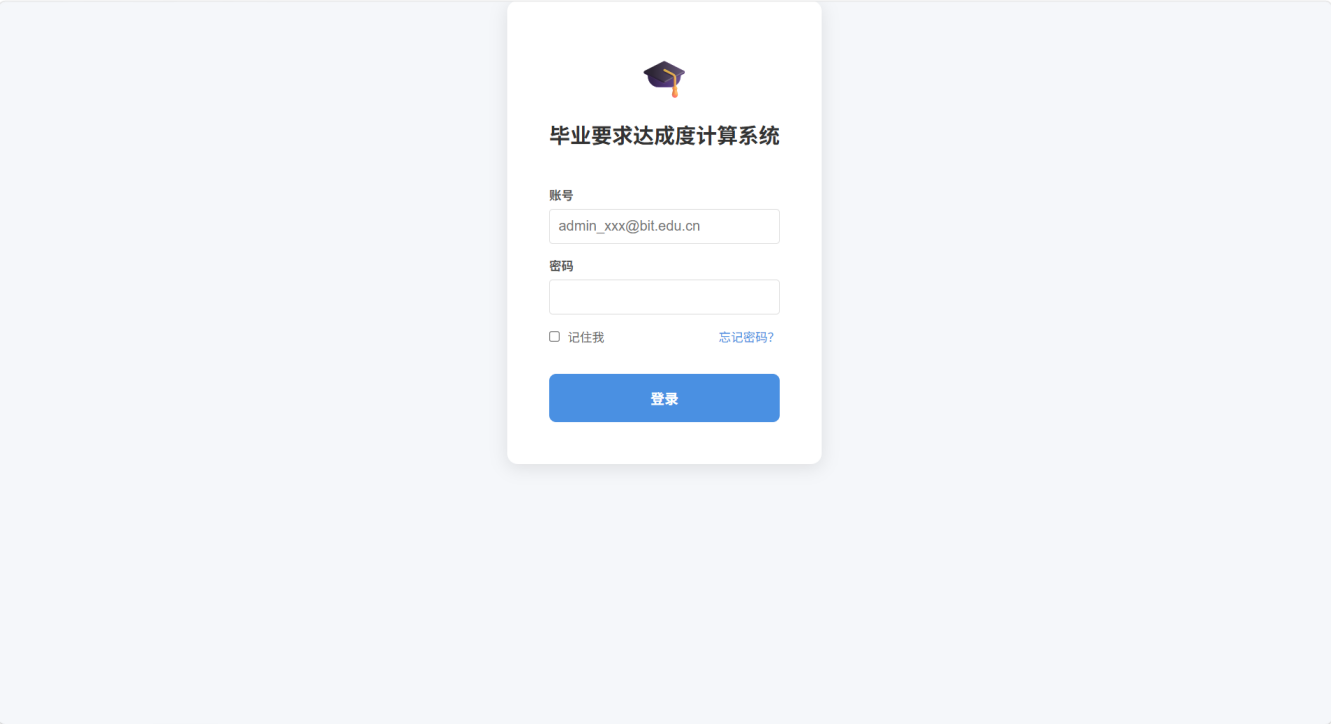 毕业要求达成度计算系统
账号
admin_xxx@bit.edu.cn
密码
记住我 忘记密码?
登录